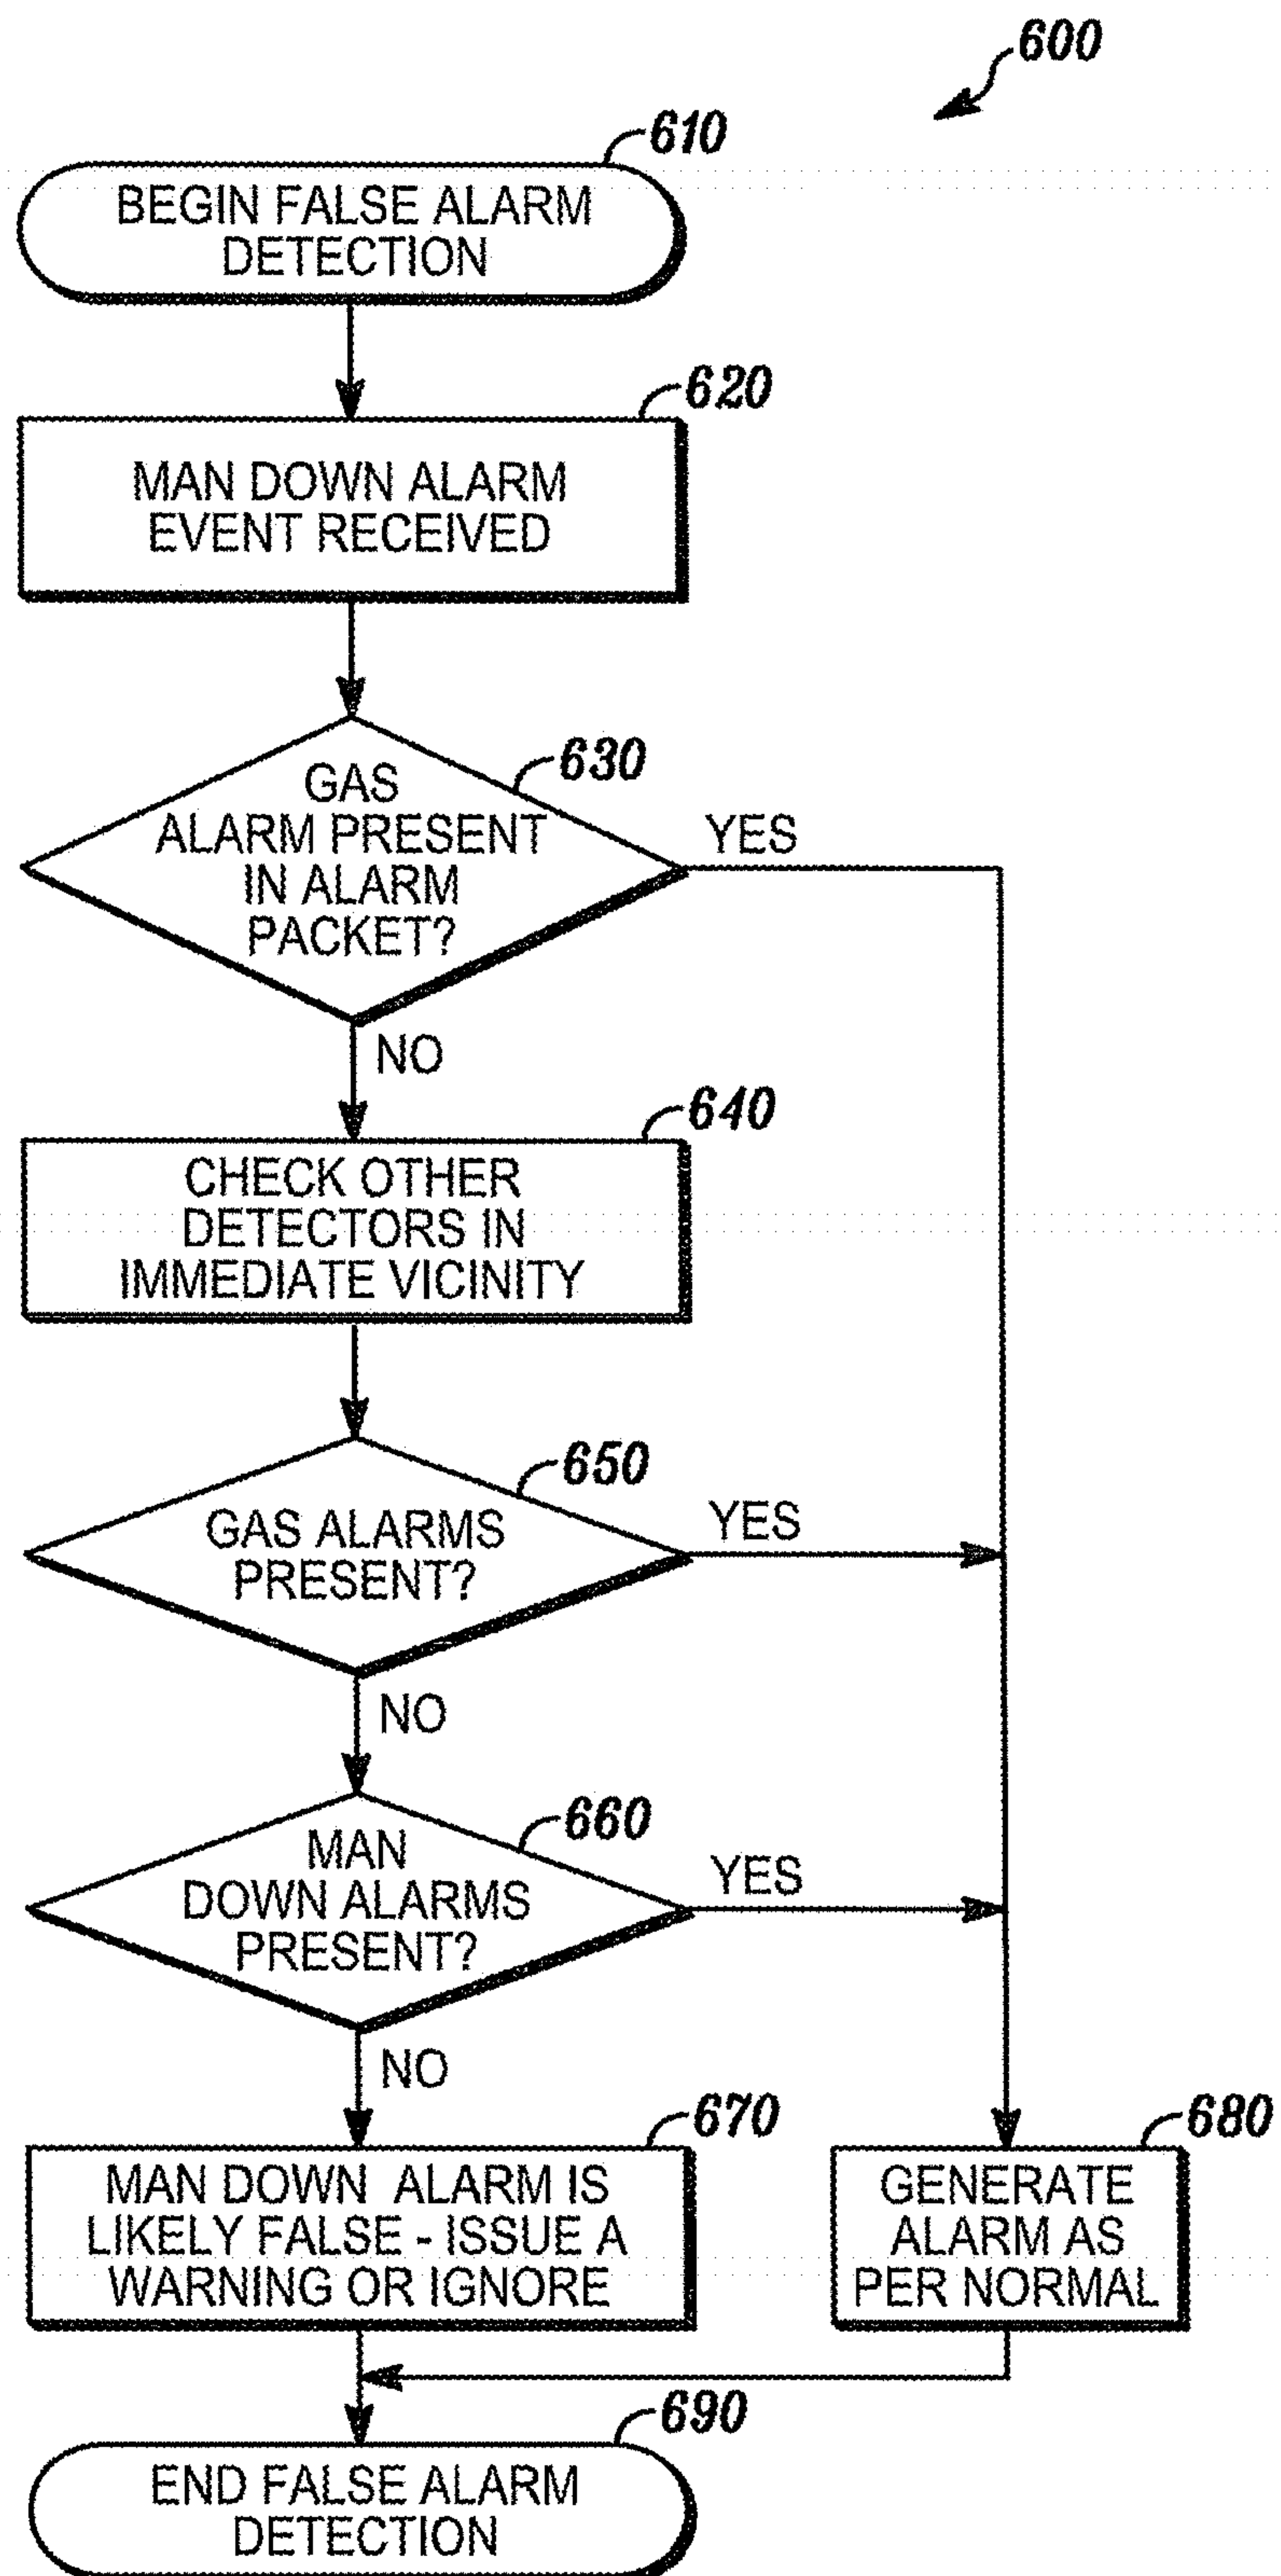 600
610
BEGIN FALSE ALARM
DETECTION
620
MAN DOWN ALARM
EVENT RECEIVED
630
GAS
ALARM PRESENT
IN ALARM
PACKET?
YES
NO
640
CHECK OTHER
DETECTORS IN
IMMEDIATE VICINITY
650
GAS ALARMS
PRESENT?
YES
NO
660
MAN
DOWN ALARMS
PRESENT?
YES
NO
670
MAN DOWN ALARM IS
LIKELY FALSE - ISSUE A
WARNING OR IGNORE
680
GENERATE
ALARM AS
PER NORMAL
690
END FALSE ALARM
DETECTION